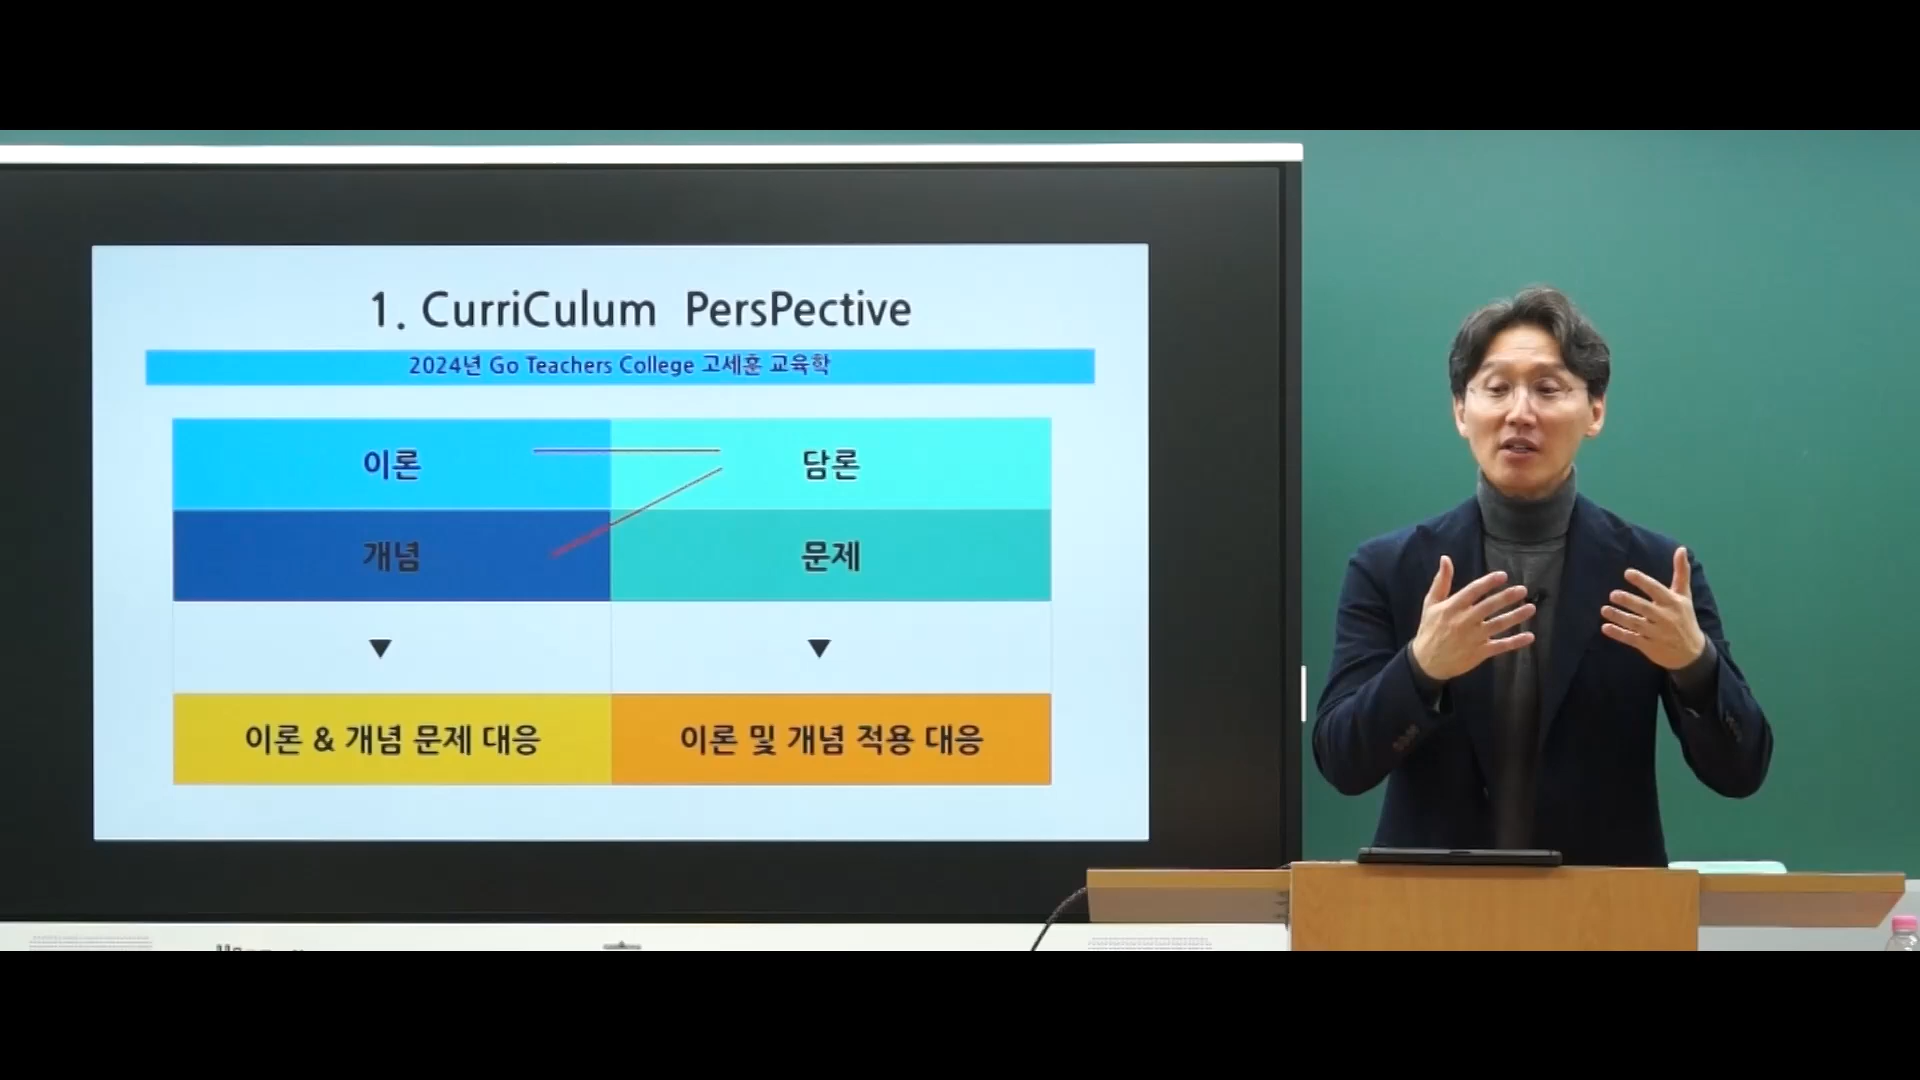 1. CurriCulum PersPective
2024년 Go Teachers College 고세훈 교육학
이론 담론
개념 문제
▼ ▼
이론 & 개념 문제 대응 이론 및 개념 적용 대응